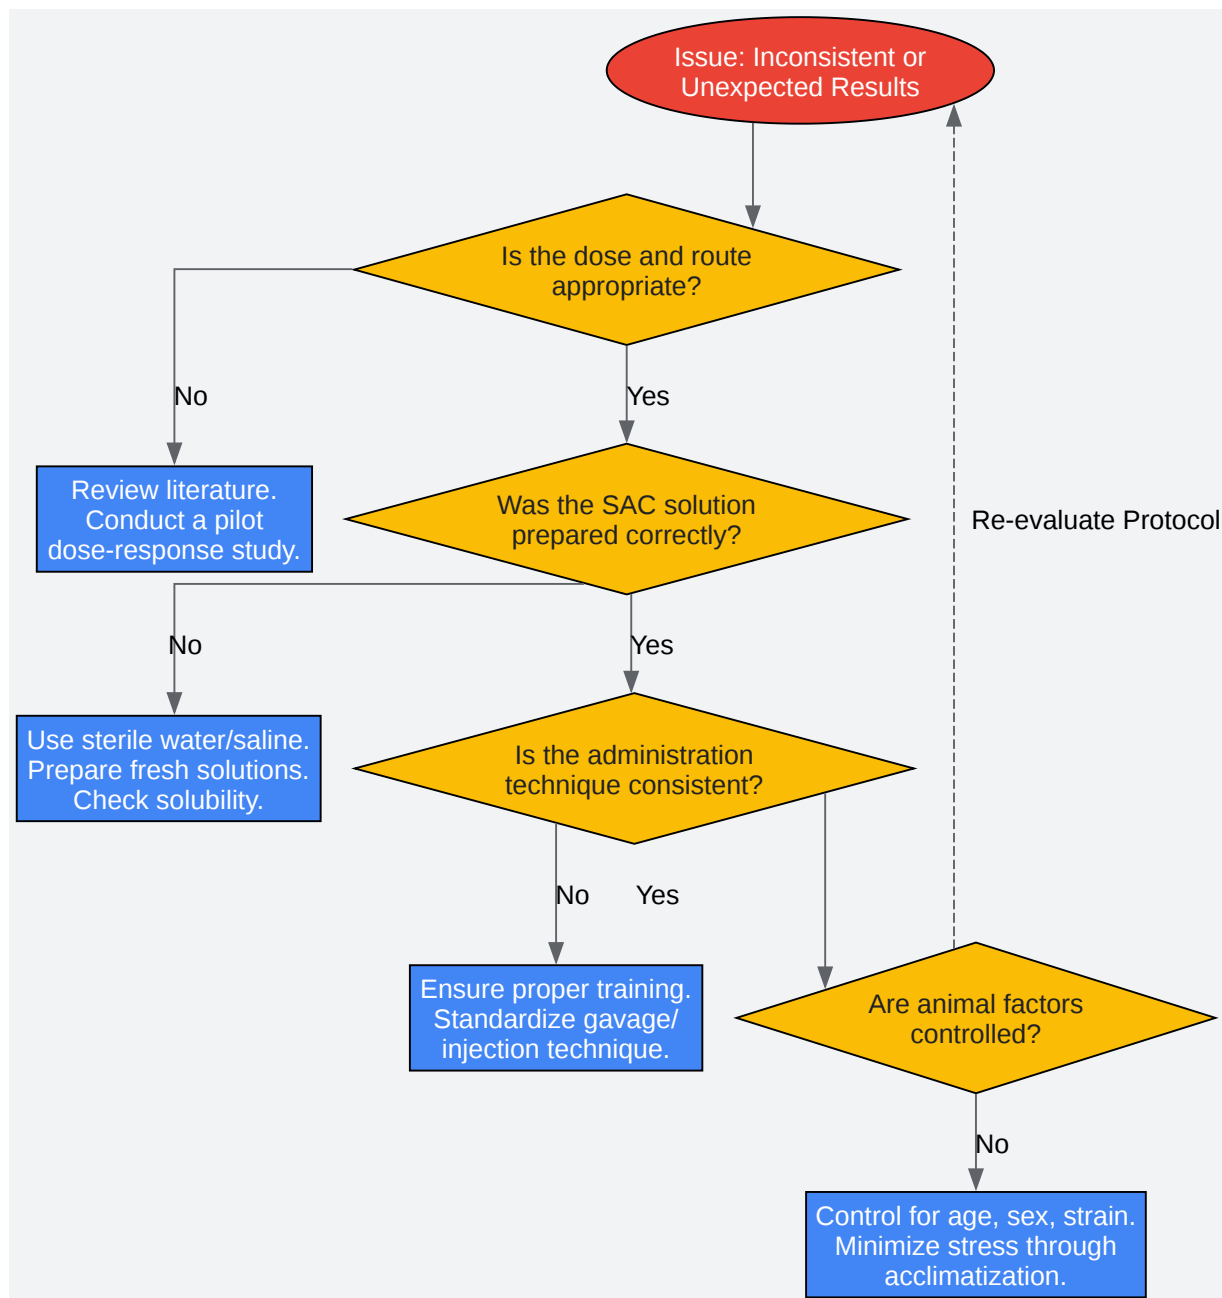 Issue: Inconsistent or
Unexpected Results
Is the dose and route
appropriate?
No
Yes
Review literature.
Conduct a pilot
dose-response study.
Was the SAC solution
prepared correctly?
Re-evaluate Protocol
No
Yes
Use sterile water/saline.
Prepare fresh solutions.
Check solubility.
Is the administration
technique consistent?
No
Yes
Ensure proper training.
Standardize gavage/
injection technique.
Are animal factors
controlled?
No
Control for age, sex, strain.
Minimize stress through
acclimatization.